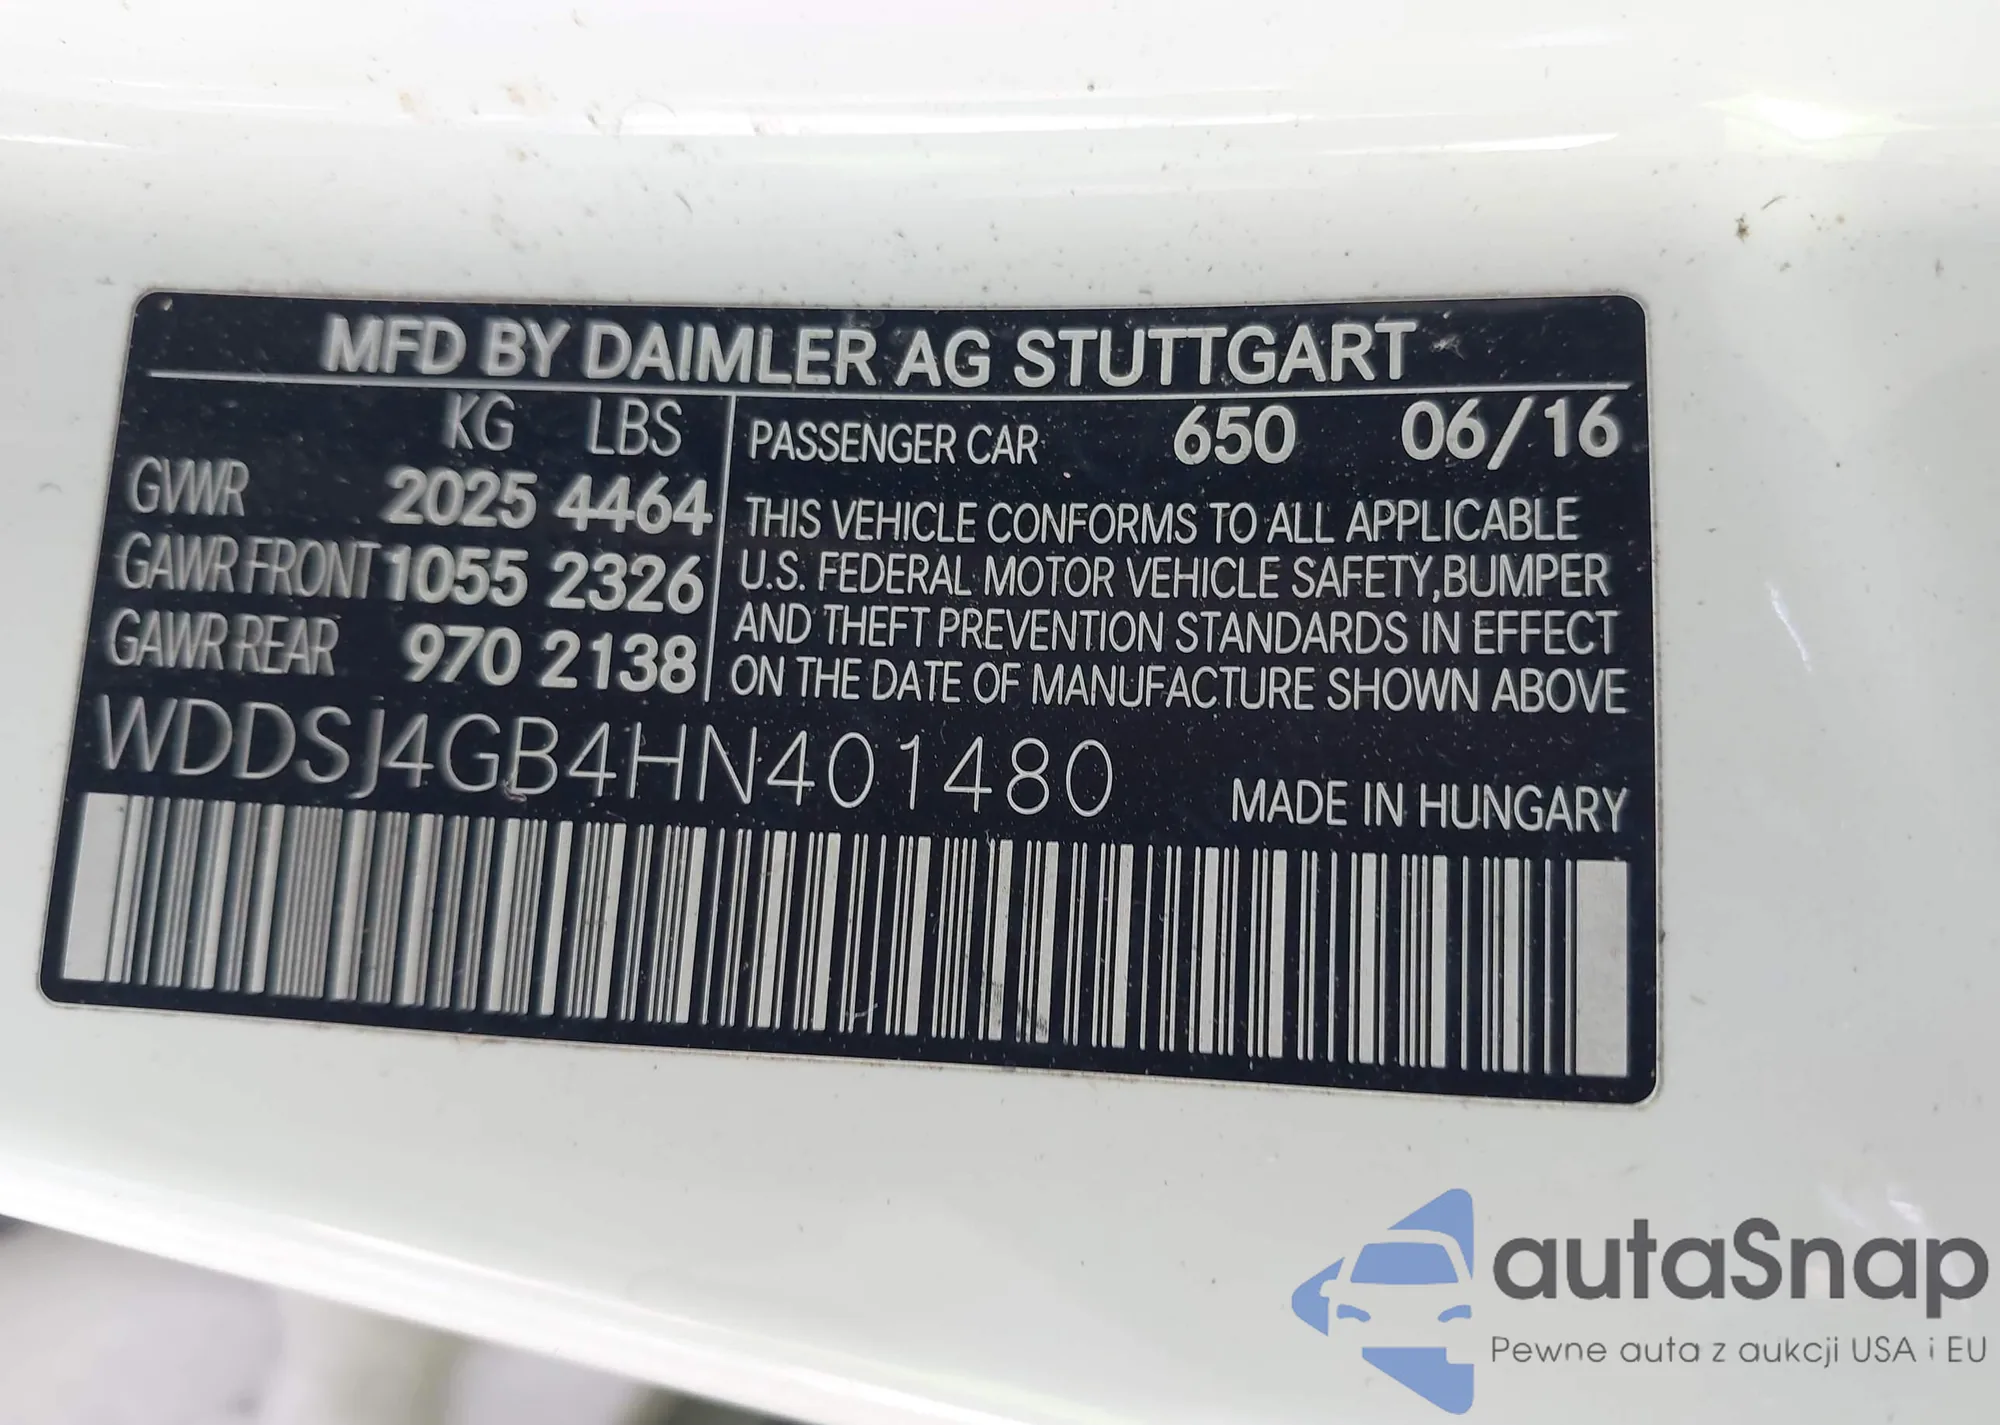 MFD BY DAIMLER AG STUTTGART
KG LBS
GVWR 2025 4464
GAWR FRONT 1055 2326
GAWR REAR 970 2138
PASSENGER CAR 650 06/16
THIS VEHICLE CONFORMS TO ALL APPLICABLE
U.S. FEDERAL MOTOR VEHICLE SAFETY,BUMPER
AND THEFT PREVENTION STANDARDS IN EFFECT
ON THE DATE OF MANUFACTURE SHOWN ABOVE
WDDSJ4GB4HN401480
MADE IN HUNGARY
autaSnap
Pewne auta z aukcji USA i EU